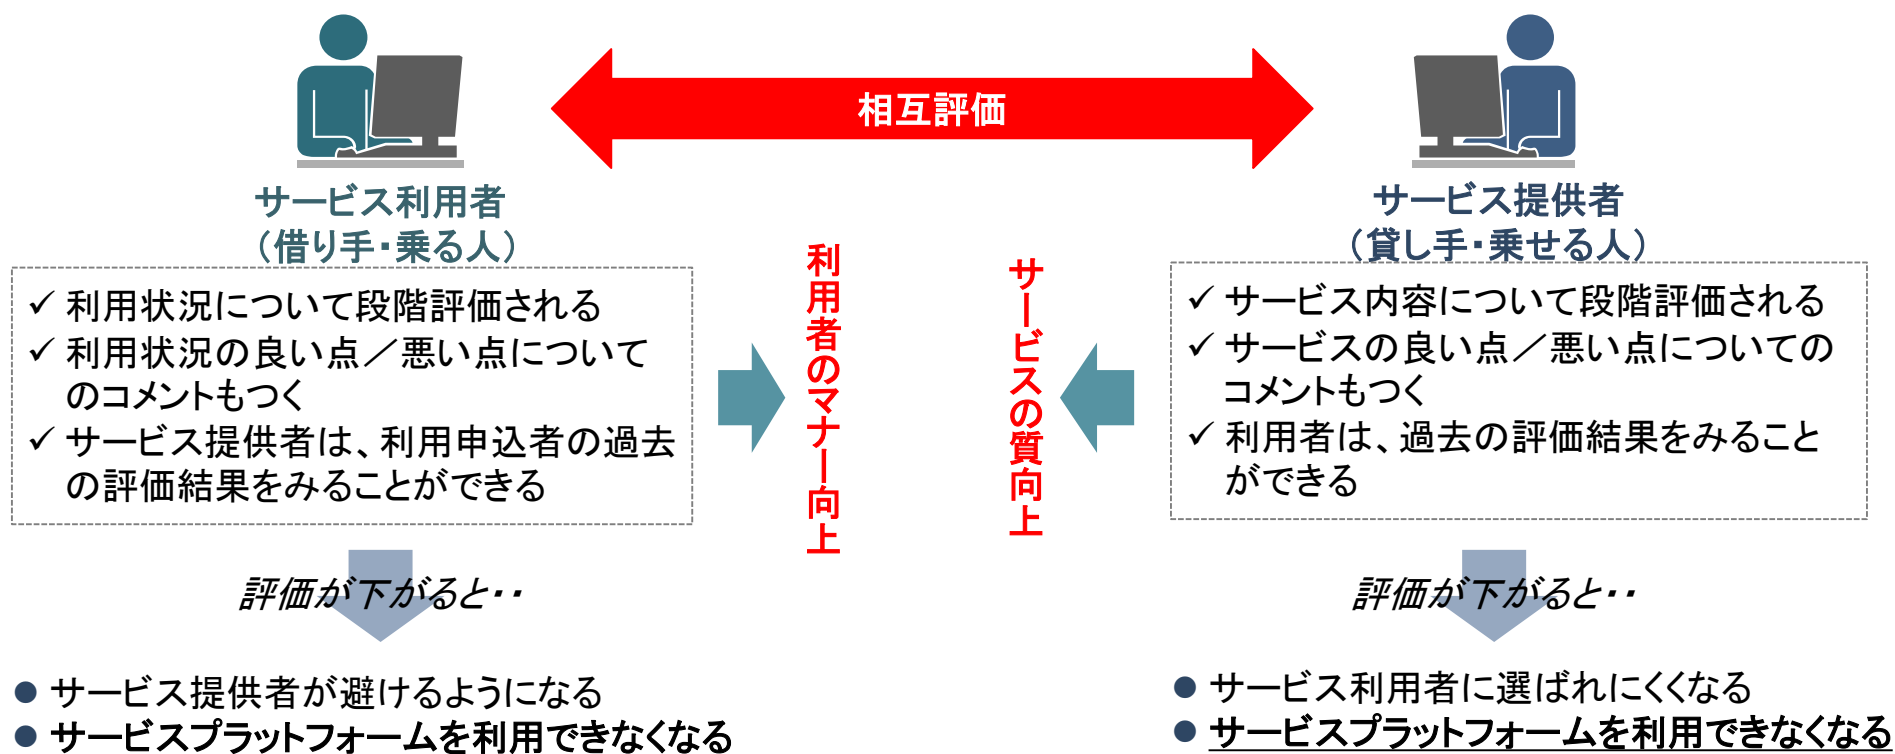 相互評価
サービス利用者
（借り手・乗る人）
✓ 利用状況について段階評価される
✓ 利用状況の良い点／悪い点について
のコメントもつく
✓ サービス提供者は、利用申込者の過去
の評価結果をみることができる
評価が下がると・・
● サービス提供者が避けるようになる
● サービスプラットフォームを利用できなくなる
利用者のマナー向上
サービスの質向上
サービス提供者
（貸し手・乗せる人）
✓ サービス内容について段階評価される
✓ サービスの良い点／悪い点についての
コメントもつく
✓ 利用者は、過去の評価結果をみること
ができる
評価が下がると・・
● サービス利用者に選ばれにくくなる
● サービスプラットフォームを利用できなくなる